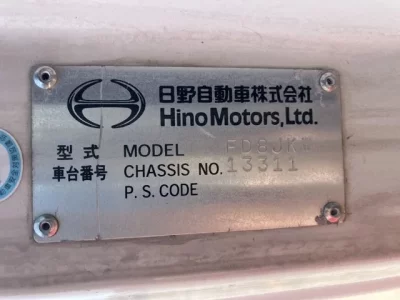 日野自動車株式会社
Hino Motors, Ltd.
型式 MODEL FD8JKW
車台番号 CHASSIS NO. 13311
P.S. CODE